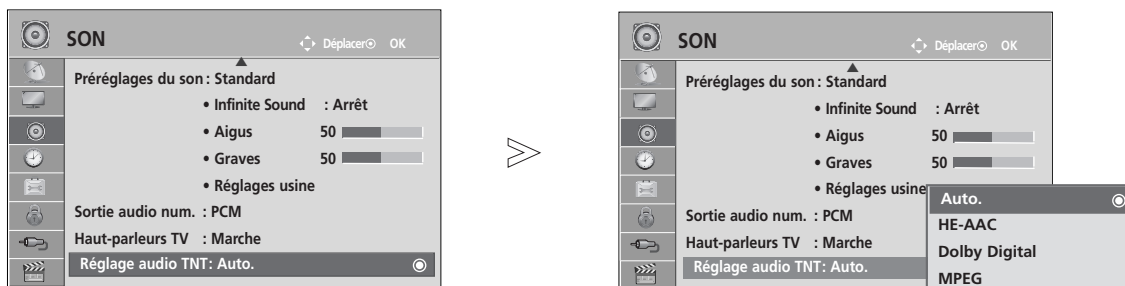 SON
Déplacer OK
Préréglages du son : Standard
• Infinite Sound : Arrêt
• Aigus 50
• Graves 50
• Réglages usine
Sortie audio num. : PCM
Haut-parleurs TV : Marche
Réglage audio TNT: Auto.
SON
Déplacer OK
Préréglages du son : Standard
• Infinite Sound : Arrêt
• Aigus 50
• Graves 50
• Réglages usine
Sortie audio num. : PCM
Haut-parleurs TV : Marche
Réglage audio TNT: Auto.
Auto.
HE-AAC
Dolby Digital
MPEG